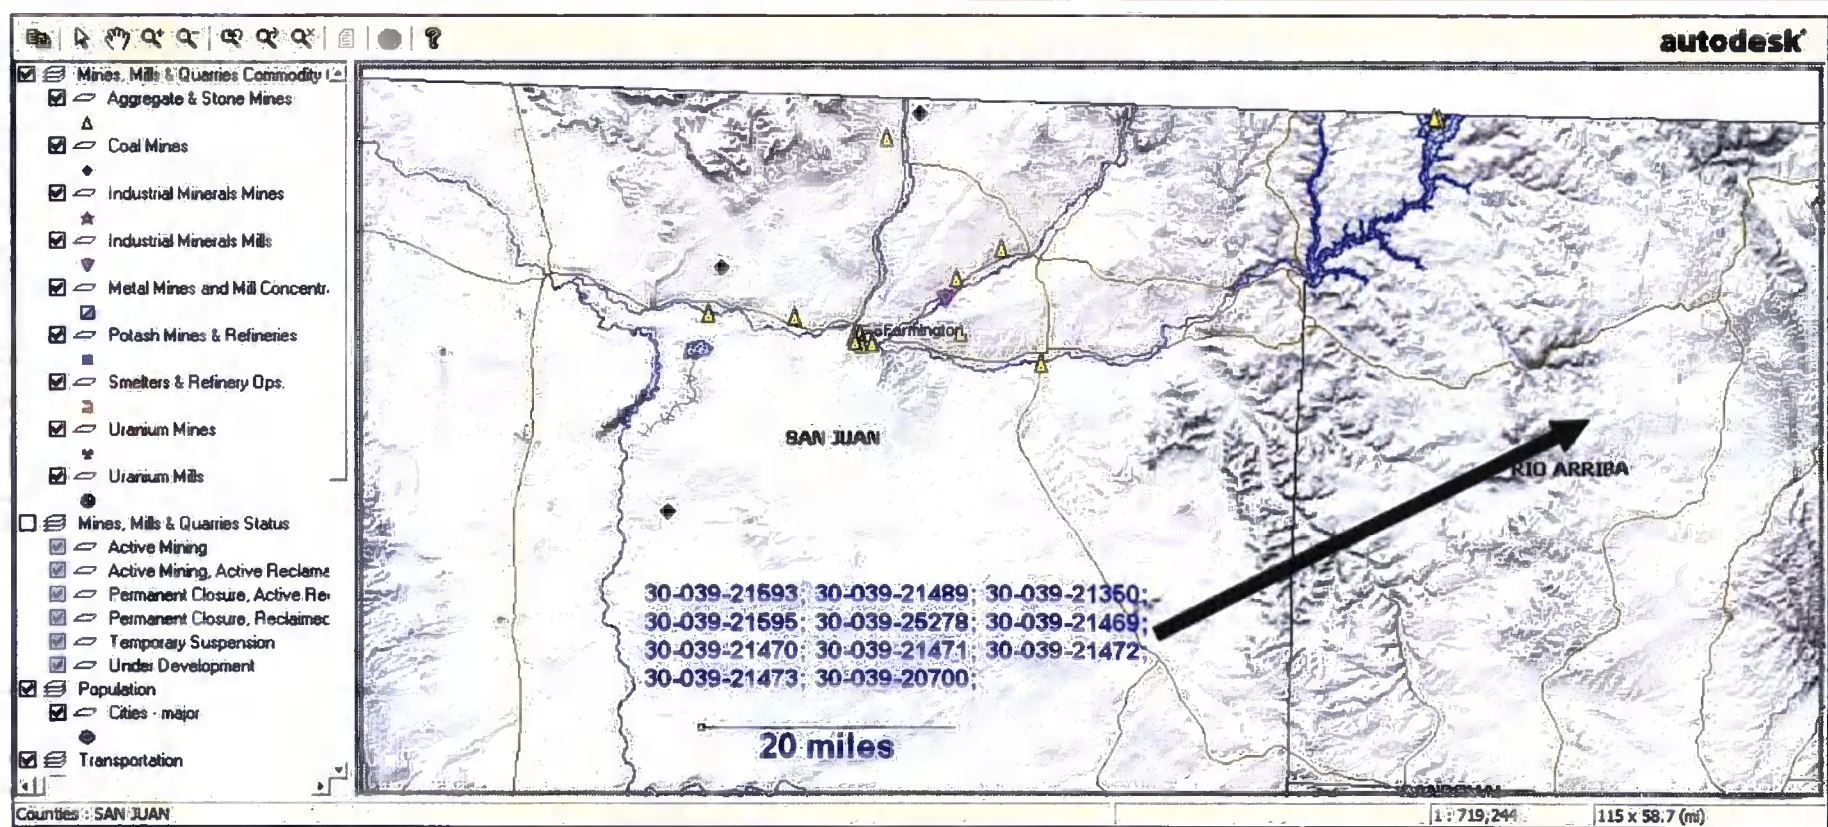 autodesk
Mines, Mills & Quarries Commodity
Aggregate & Stone Mines
Coal Mines
Industrial Minerals Mines
Industrial Minerals Mills
Metal Mines and Mill Concentr.
Potash Mines & Refineries
Smelters & Refinery Ops.
Uranium Mines
Uranium Mills
Mines, Mills & Quarries Status
Active Mining
Active Mining, Active Reclama
Permanent Closure, Active Re
Permanent Closure, Reclaimed
Temporary Suspension
Under Development
Population
Cities - major
Transportation
Farmington
SAN JUAN
RIO ARRIBA
30-039-21593; 30-039-21489; 30-039-21350;
30-039-21595; 30-039-25278; 30-039-21469;
30-039-21470; 30-039-21471; 30-039-21472;
30-039-21473; 30-039-20700;
20 miles
Counties : SAN JUAN
1 : 719,244
115 x 58.7 (mi)